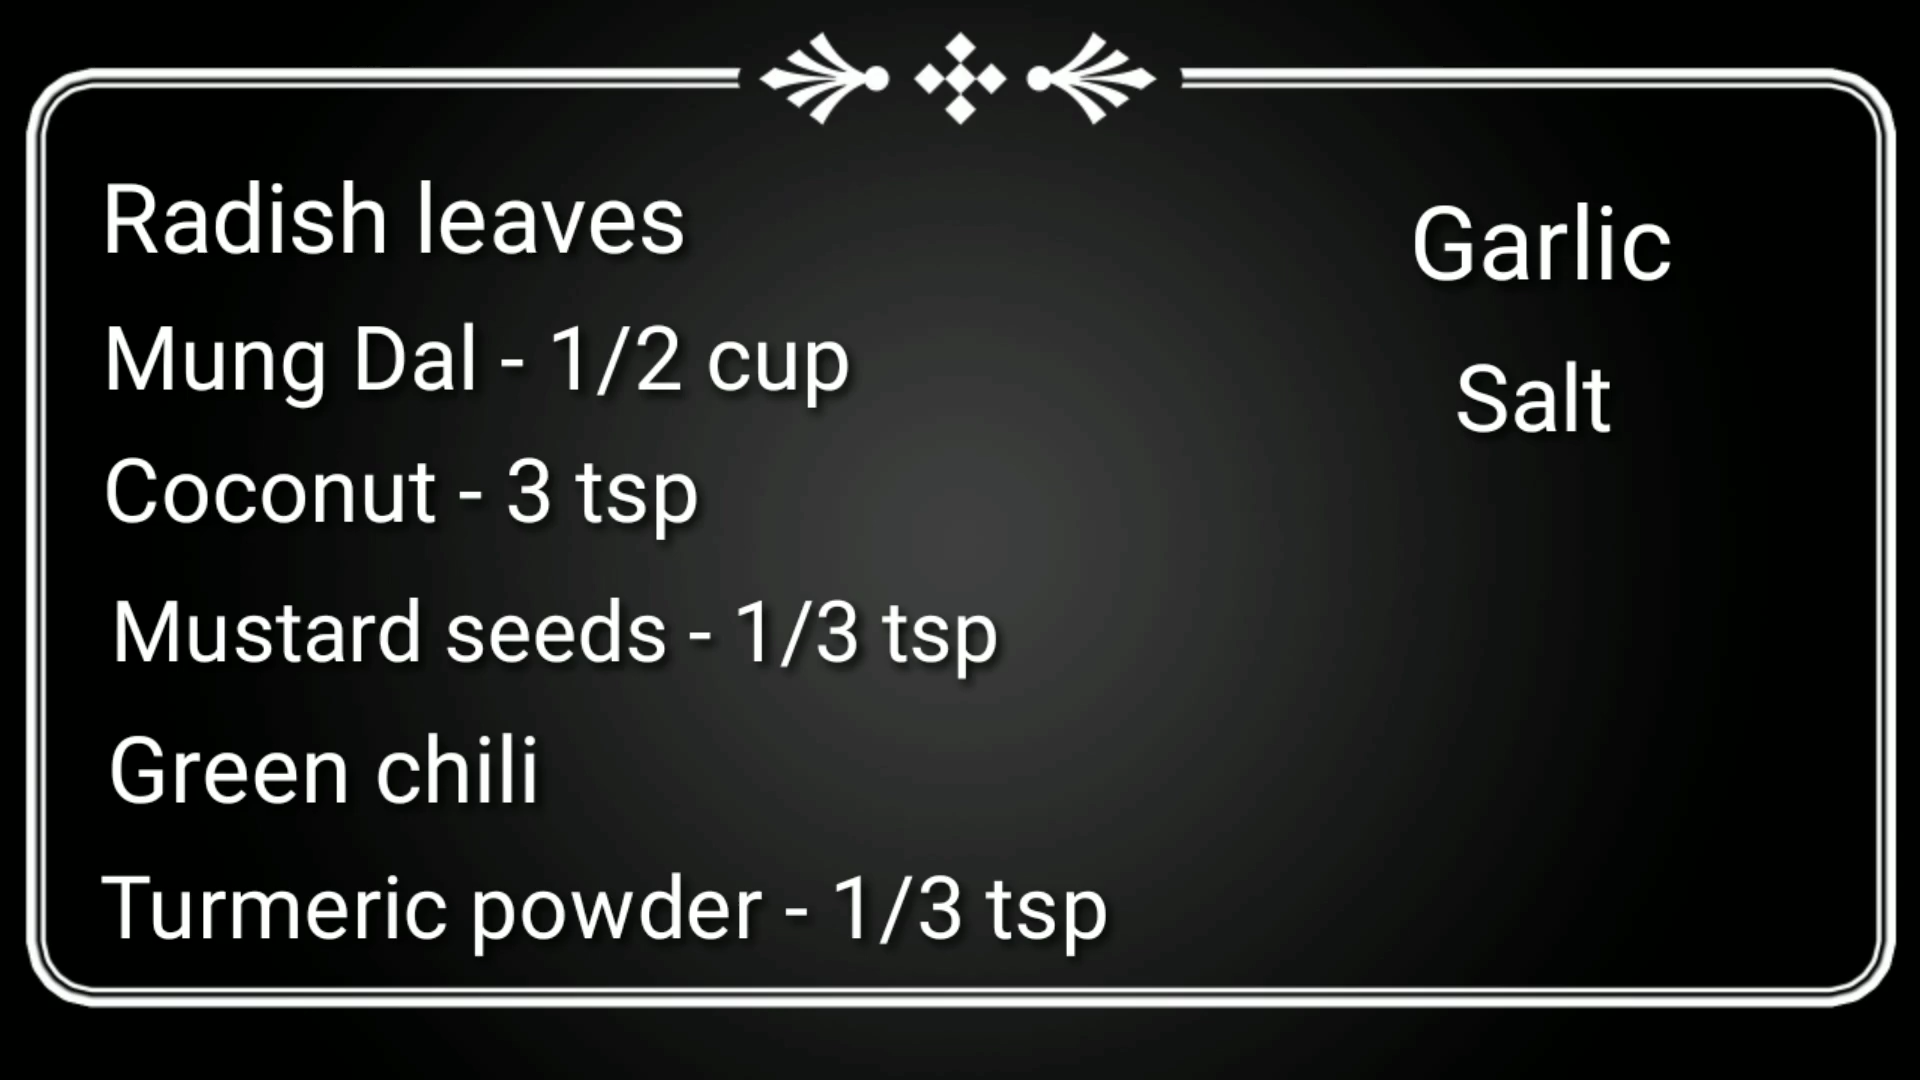 Radish leaves
Mung Dal - 1/2 cup
Coconut - 3 tsp
Mustard seeds - 1/3 tsp
Green chili
Turmeric powder - 1/3 tsp
Garlic
Salt